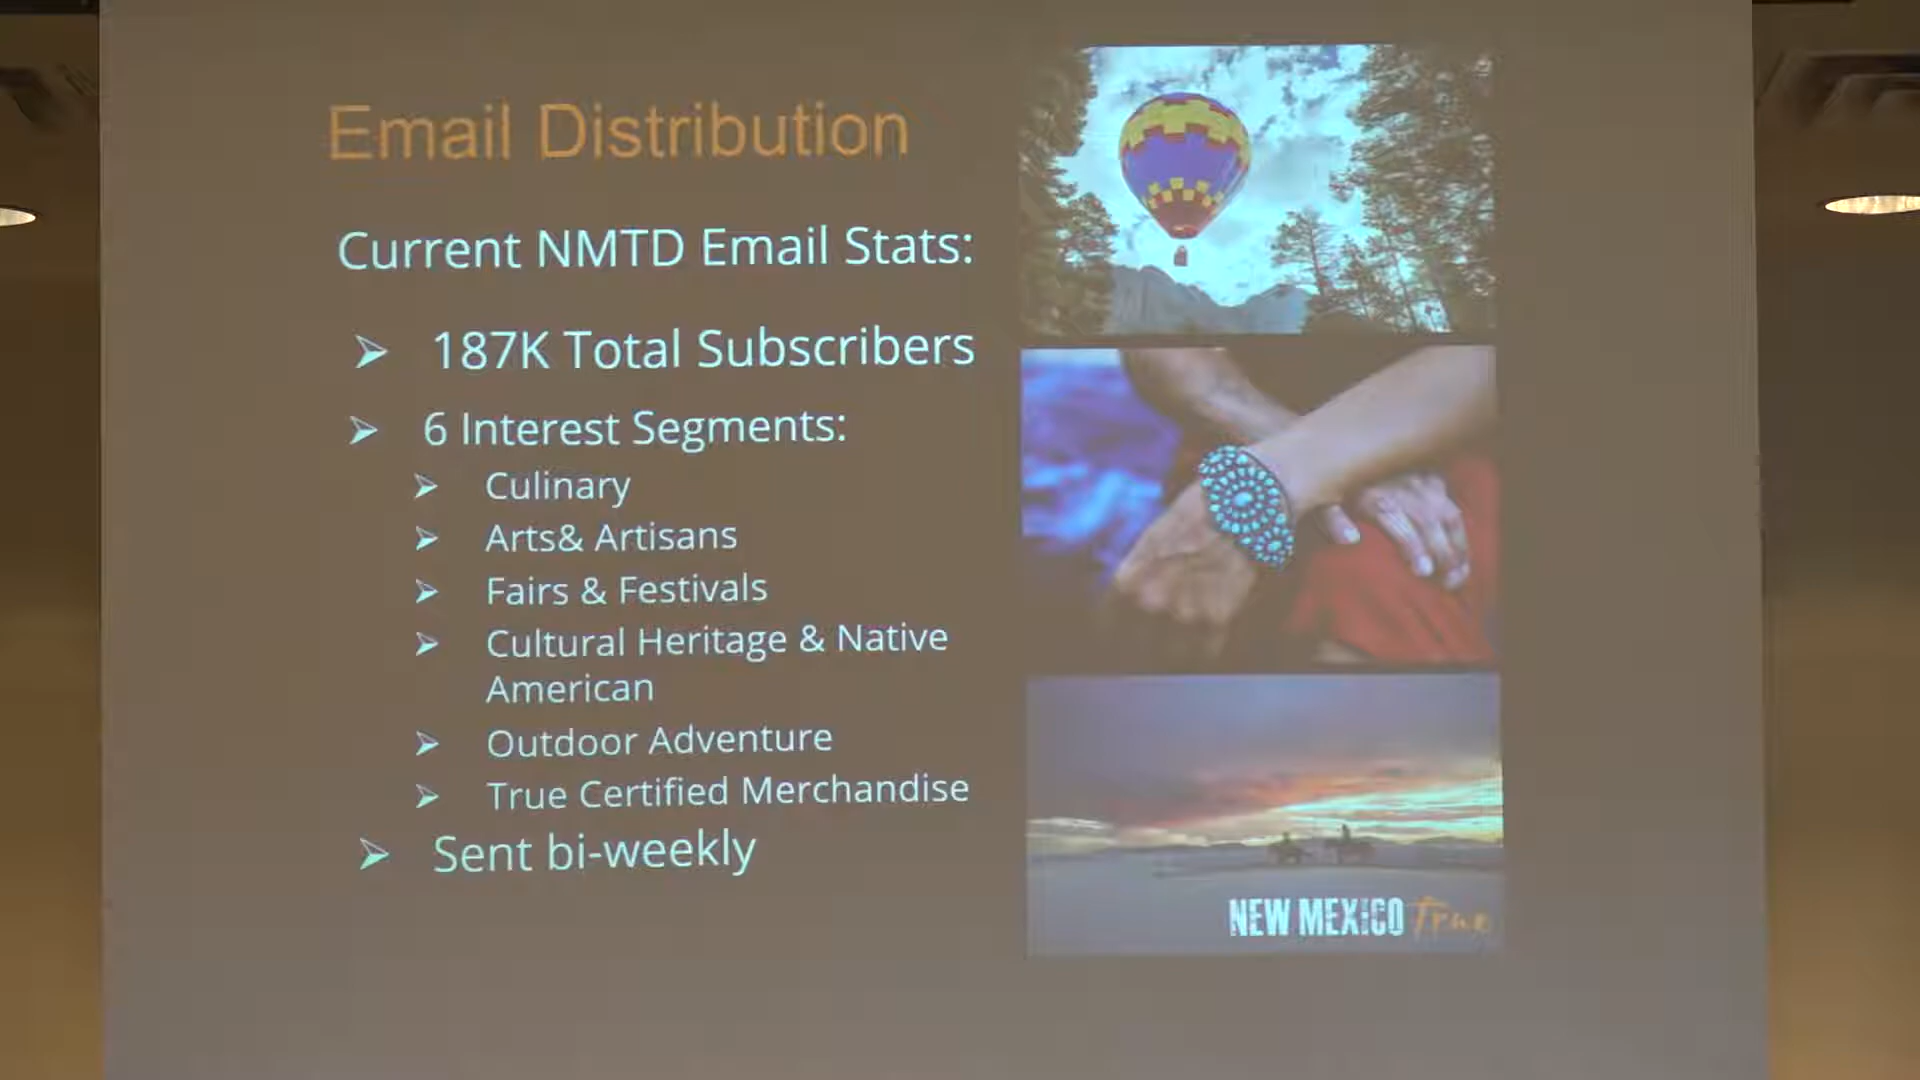 Email Distribution
Current NMTD Email Stats:
187K Total Subscribers
6 Interest Segments:
Culinary
Arts& Artisans
Fairs & Festivals
Cultural Heritage & Native
American
Outdoor Adventure
True Certified Merchandise
Sent bi-weekly
NEW MEXICO True